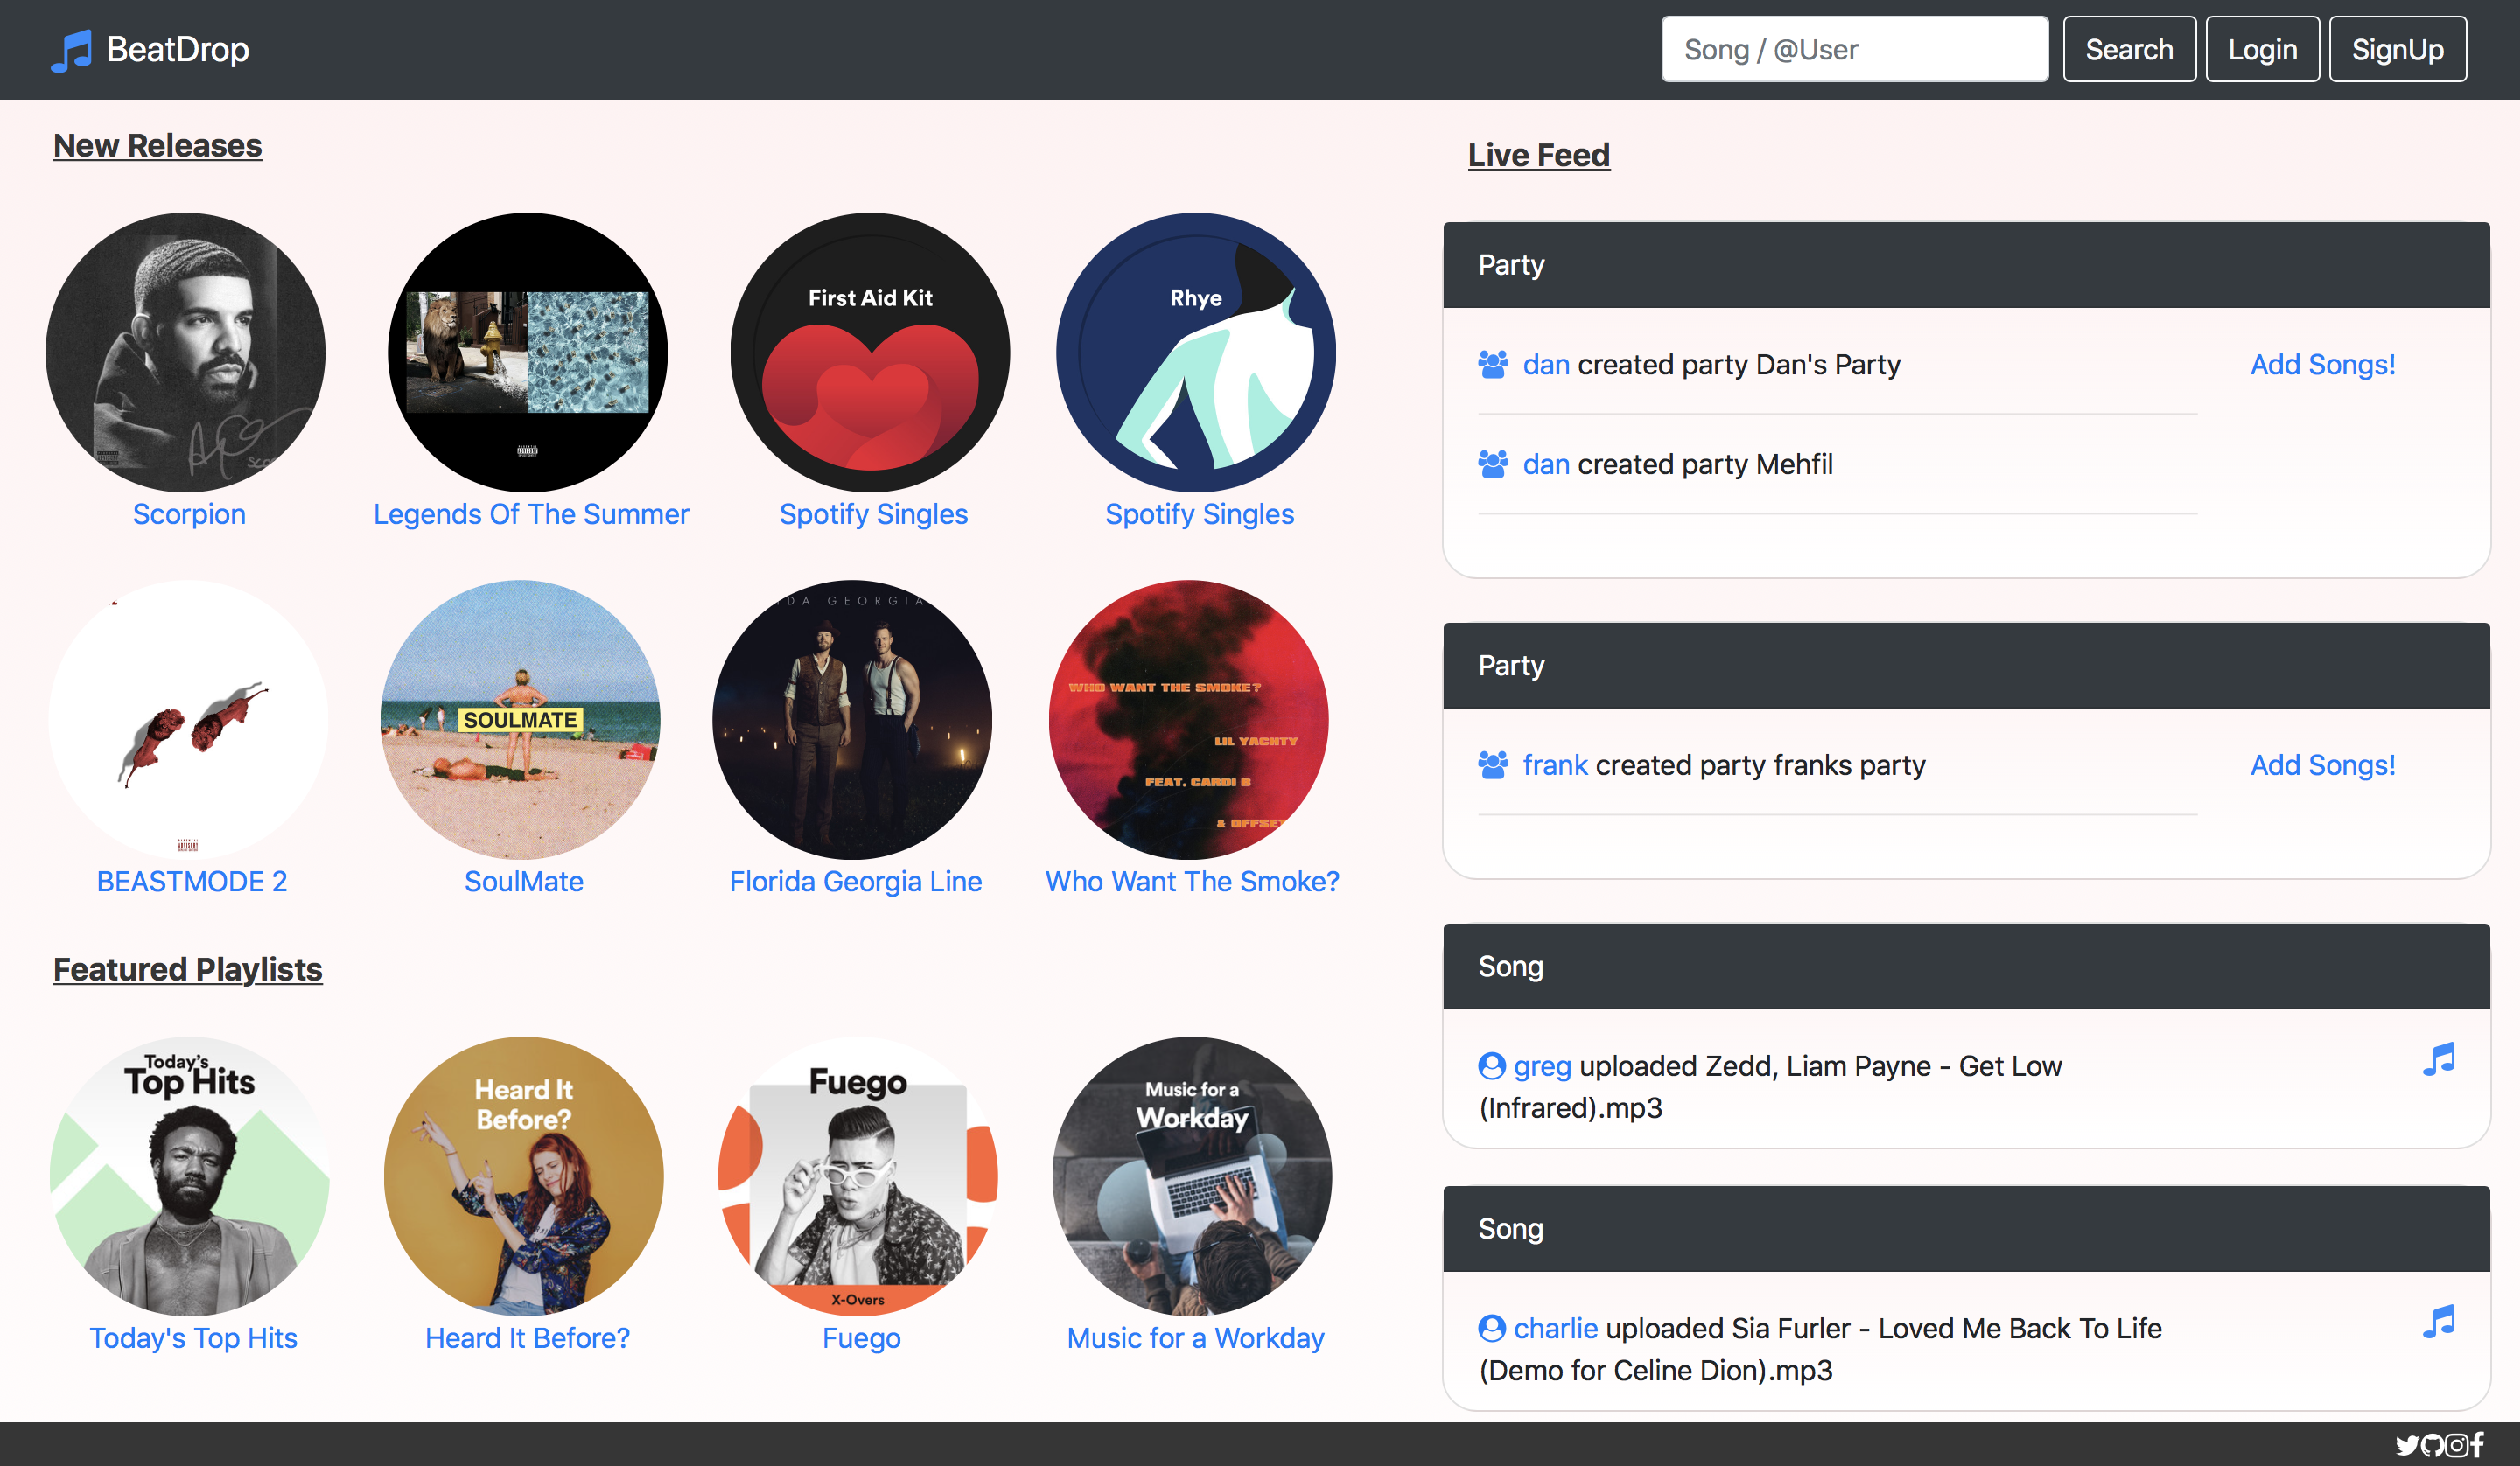 BeatDrop
Song / @User
Search
Login
SignUp
New Releases
First Aid Kit
Rhye
Scorpion
Legends Of The Summer
Spotify Singles
Spotify Singles
IDA GEORGIA
SOULMATE
WHO WANT THE SMOKE?
LIL YACHTY
FEAT. CARDI B
& OFFSET
BEASTMODE 2
SoulMate
Florida Georgia Line
Who Want The Smoke?
Featured Playlists
Today's
Top Hits
Heard It
Before?
Fuego
X-Overs
Music for a
Workday
Today's Top Hits
Heard It Before?
Fuego
Music for a Workday
Live Feed
Party
dan created party Dan's Party
Add Songs!
dan created party Mehfil
Party
frank created party franks party
Add Songs!
Song
greg uploaded Zedd, Liam Payne - Get Low
(Infrared).mp3
Song
charlie uploaded Sia Furler - Loved Me Back To Life
(Demo for Celine Dion).mp3